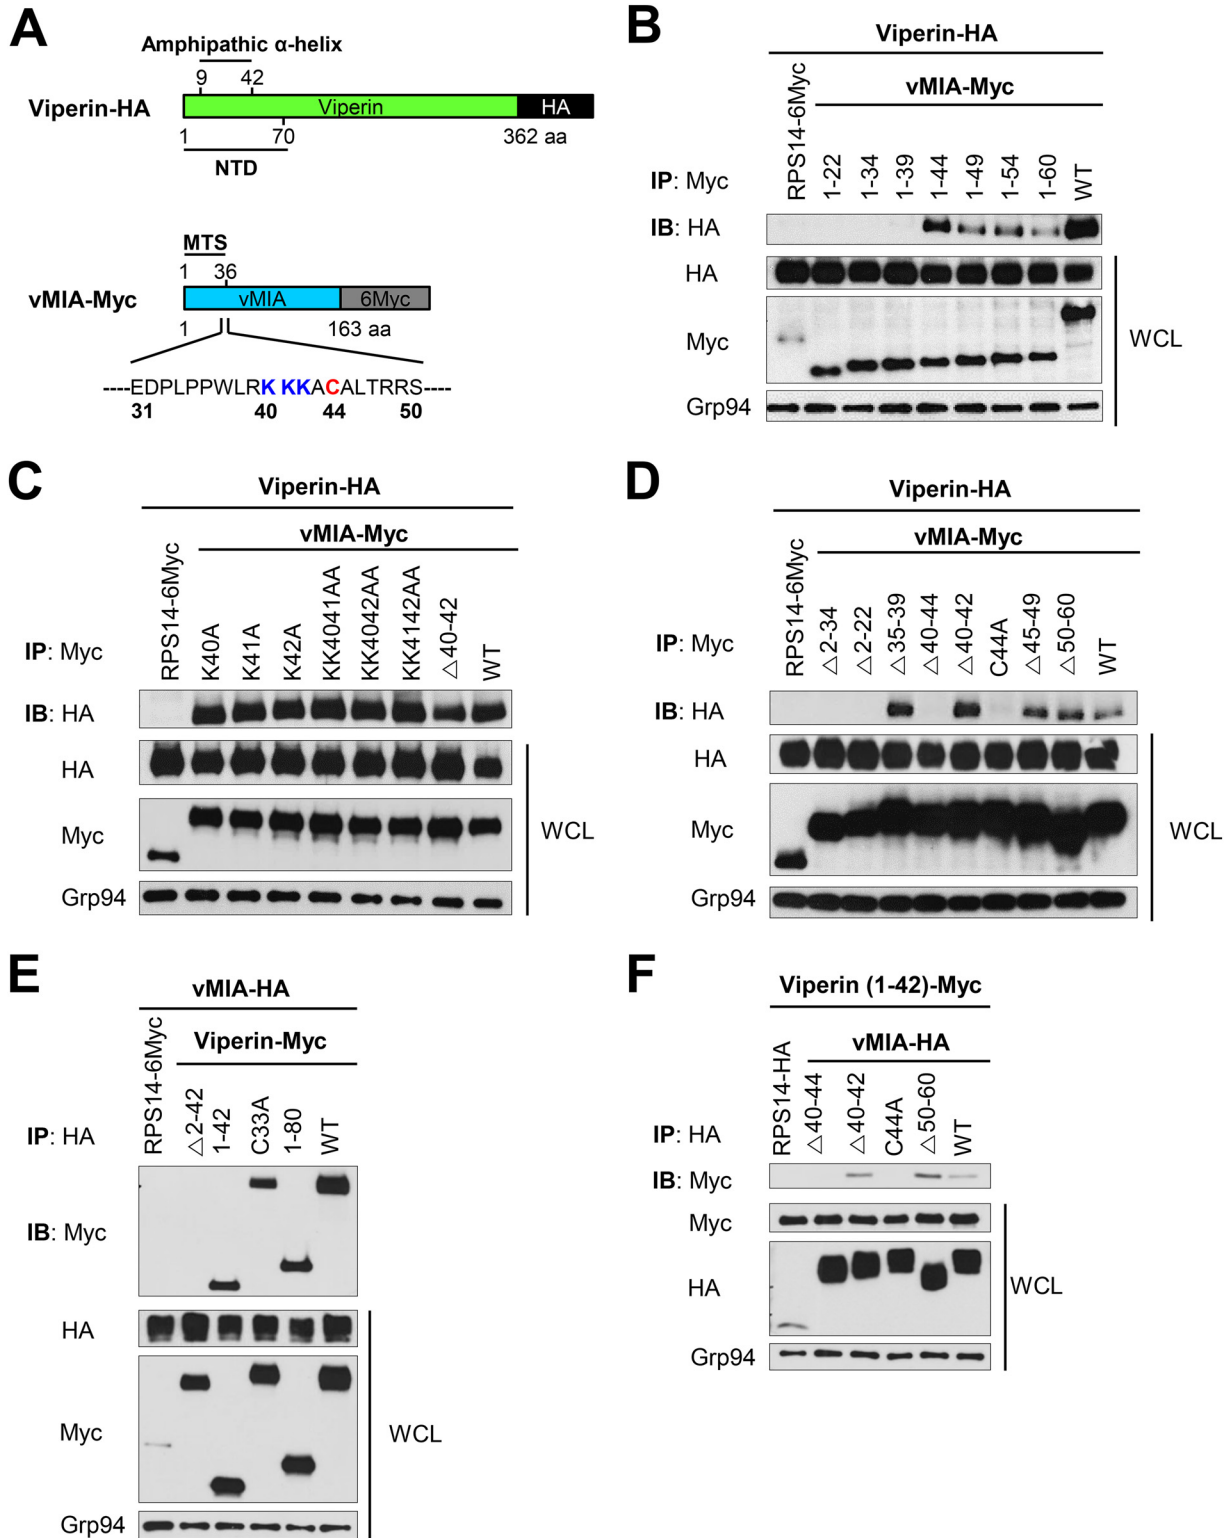 A
Amphipathic α-helix
9 42
Viperin-HA
Viperin HA
1 70 362 aa
NTD
MTS
1 36
vMIA-Myc
vMIA 6Myc
1 163 aa
----EDPLPPWLRK KKACALTRRS----
31 40 44 50
B
Viperin-HA
vMIA-Myc
IP: Myc
RPS14-6Myc
1-22
1-34
1-39
1-44
1-49
1-54
1-60
WT
IB: HA
HA
Myc
Grp94
WCL
C
Viperin-HA
vMIA-Myc
IP: Myc
RPS14-6Myc
K40A
K41A
K42A
KK4041AA
KK4042AA
KK4142AA
△40-42
WT
IB: HA
HA
Myc
Grp94
WCL
D
Viperin-HA
vMIA-Myc
IP: Myc
RPS14-6Myc
△2-34
△2-22
△35-39
△40-44
△40-42
C44A
△45-49
△50-60
WT
IB: HA
HA
Myc
Grp94
WCL
E
vMIA-HA
Viperin-Myc
IP: HA
RPS14-6Myc
△2-42
1-42
C33A
1-80
WT
IB: Myc
HA
Myc
Grp94
WCL
F
Viperin (1-42)-Myc
vMIA-HA
IP: HA
RPS14-HA
△40-44
△40-42
C44A
△50-60
WT
IB: Myc
Myc
HA
Grp94
WCL